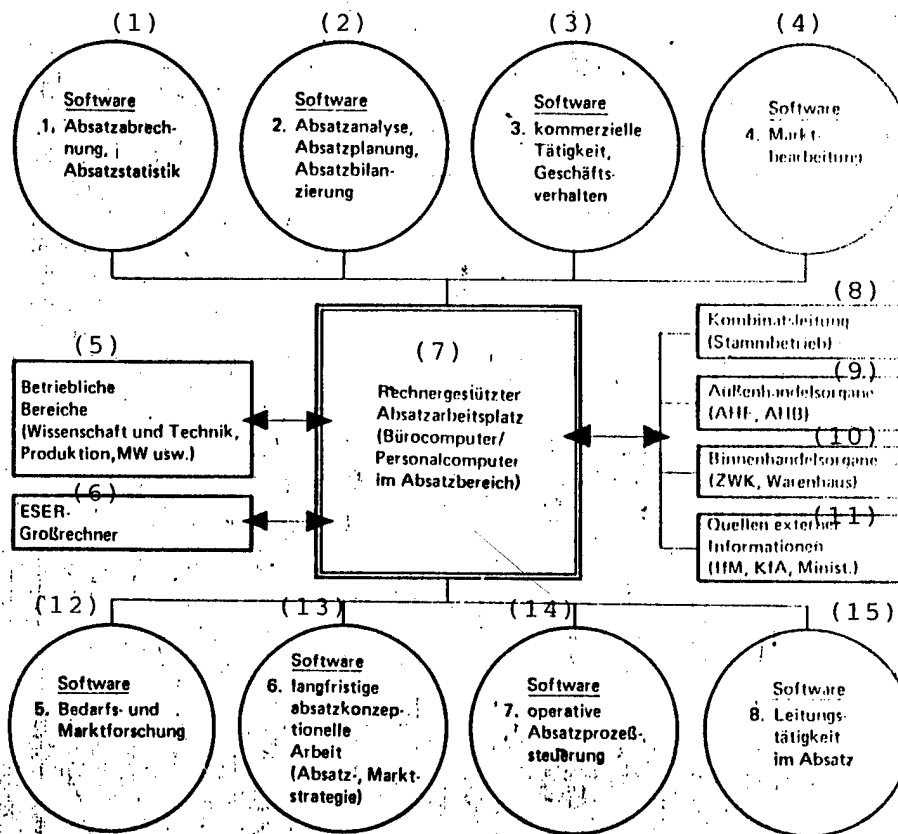 (1)
(2)
(3)
(4)
Software
1. Absatzabrech-
nung,
Absatzstatistik
Software
2. Absatzanalyse,
Absatzplanung,
Absatzbilan-
zierung
Software
3. kommerzielle
Tätigkeit,
Geschäfts-
verhalten
Software
4. Markt-
bearbeitung
(5)
Betriebliche
Bereiche
(Wissenschaft und Technik,
Produktion, MW usw.)
(6)
ESER-
Großrechner
(7)
Rechnergestützter
Absatzarbeitsplatz
(Bürocomputer/
Personalcomputer
im Absatzbereich)
(8)
Kombinatsleitung
(Stammbetrieb)
(9)
Außenhandelsorgane
(AHB)
(10)
Binnenhandelsorgane
(ZWK, Warenhaus)
(11)
Quellen externer
Informationen
(IfM, KfA, Minist.)
(12)
(13)
(14)
(15)
Software
5. Bedarfs- und
Marktforschung
Software
6. langfristige
absatzkonzep-
tionelle
Arbeit
(Absatz-, Markt-
strategie)
Software
7. operative
Absatzprozeß-
steuerung
Software
8. Leitungs-
tätigkeit
im Absatz